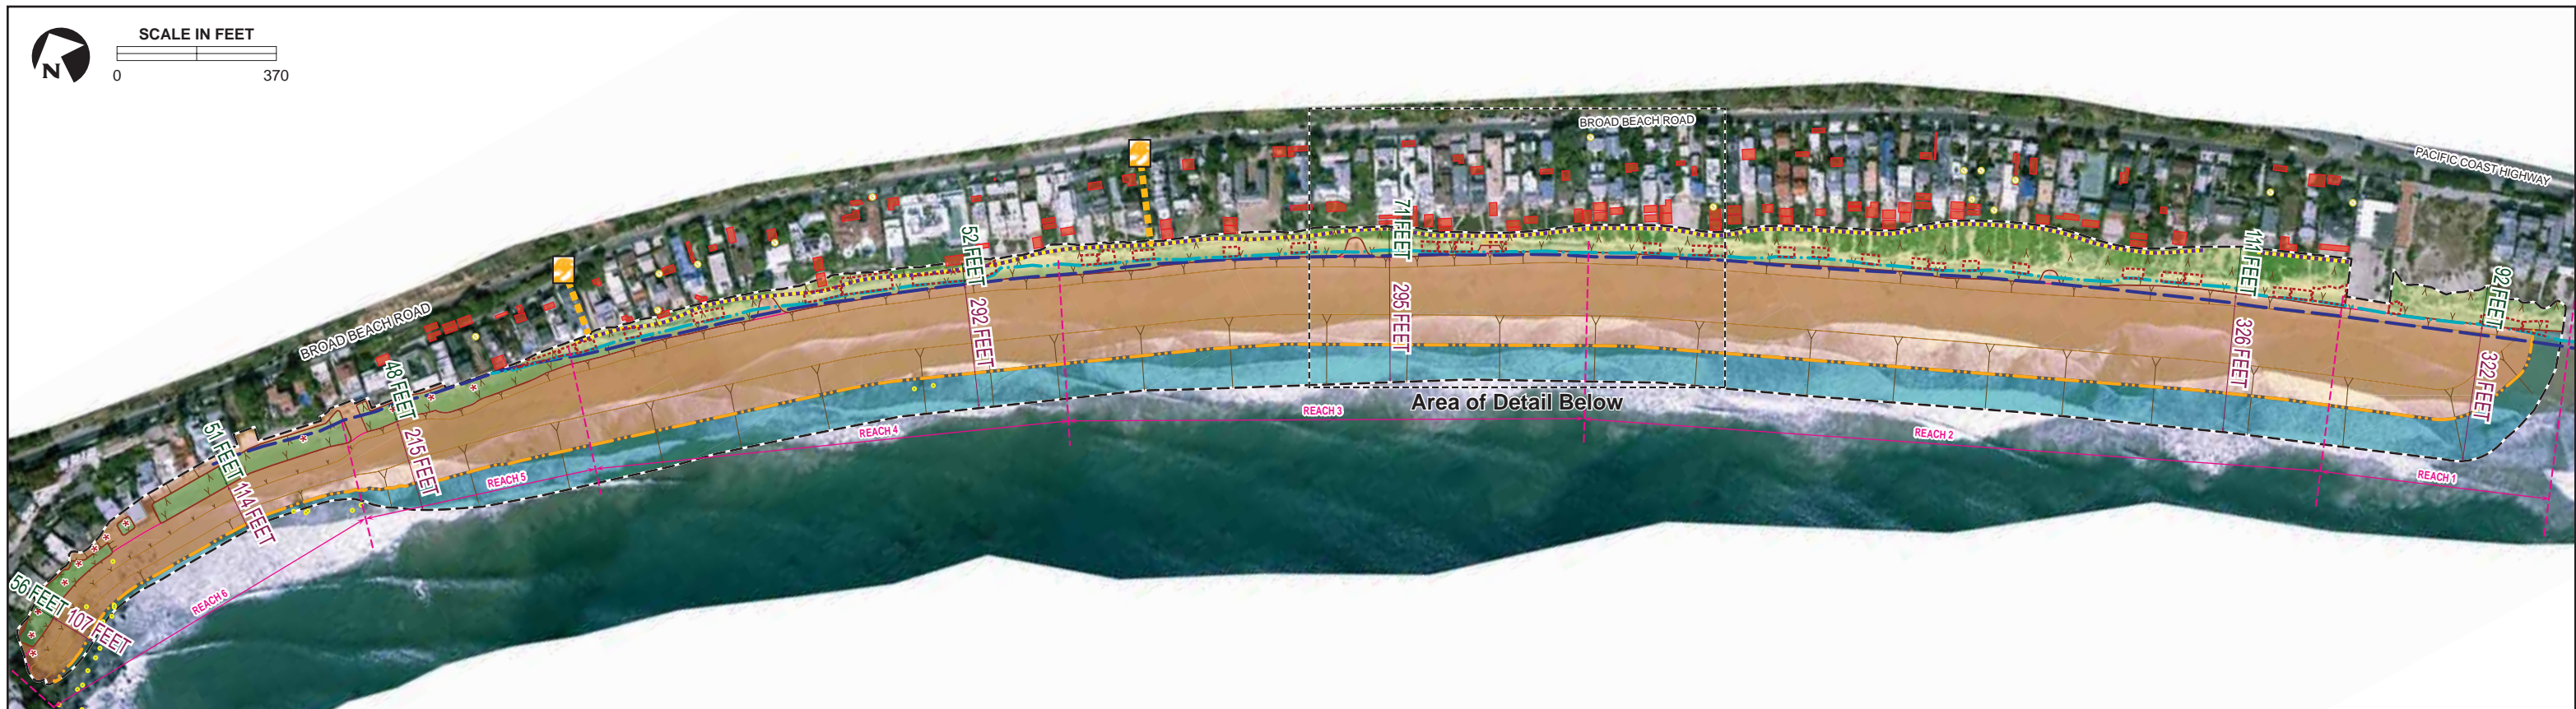 SCALE IN FEET
0 370
N
BROAD BEACH ROAD
PACIFIC COAST HIGHWAY
BROAD BEACH ROAD
52 FEET
292 FEET
71 FEET
295 FEET
111 FEET
326 FEET
92 FEET
322 FEET
48 FEET
215 FEET
51 FEET
114 FEET
56 FEET
107 FEET
Area of Detail Below
REACH 6
REACH 5
REACH 4
REACH 3
REACH 2
REACH 1